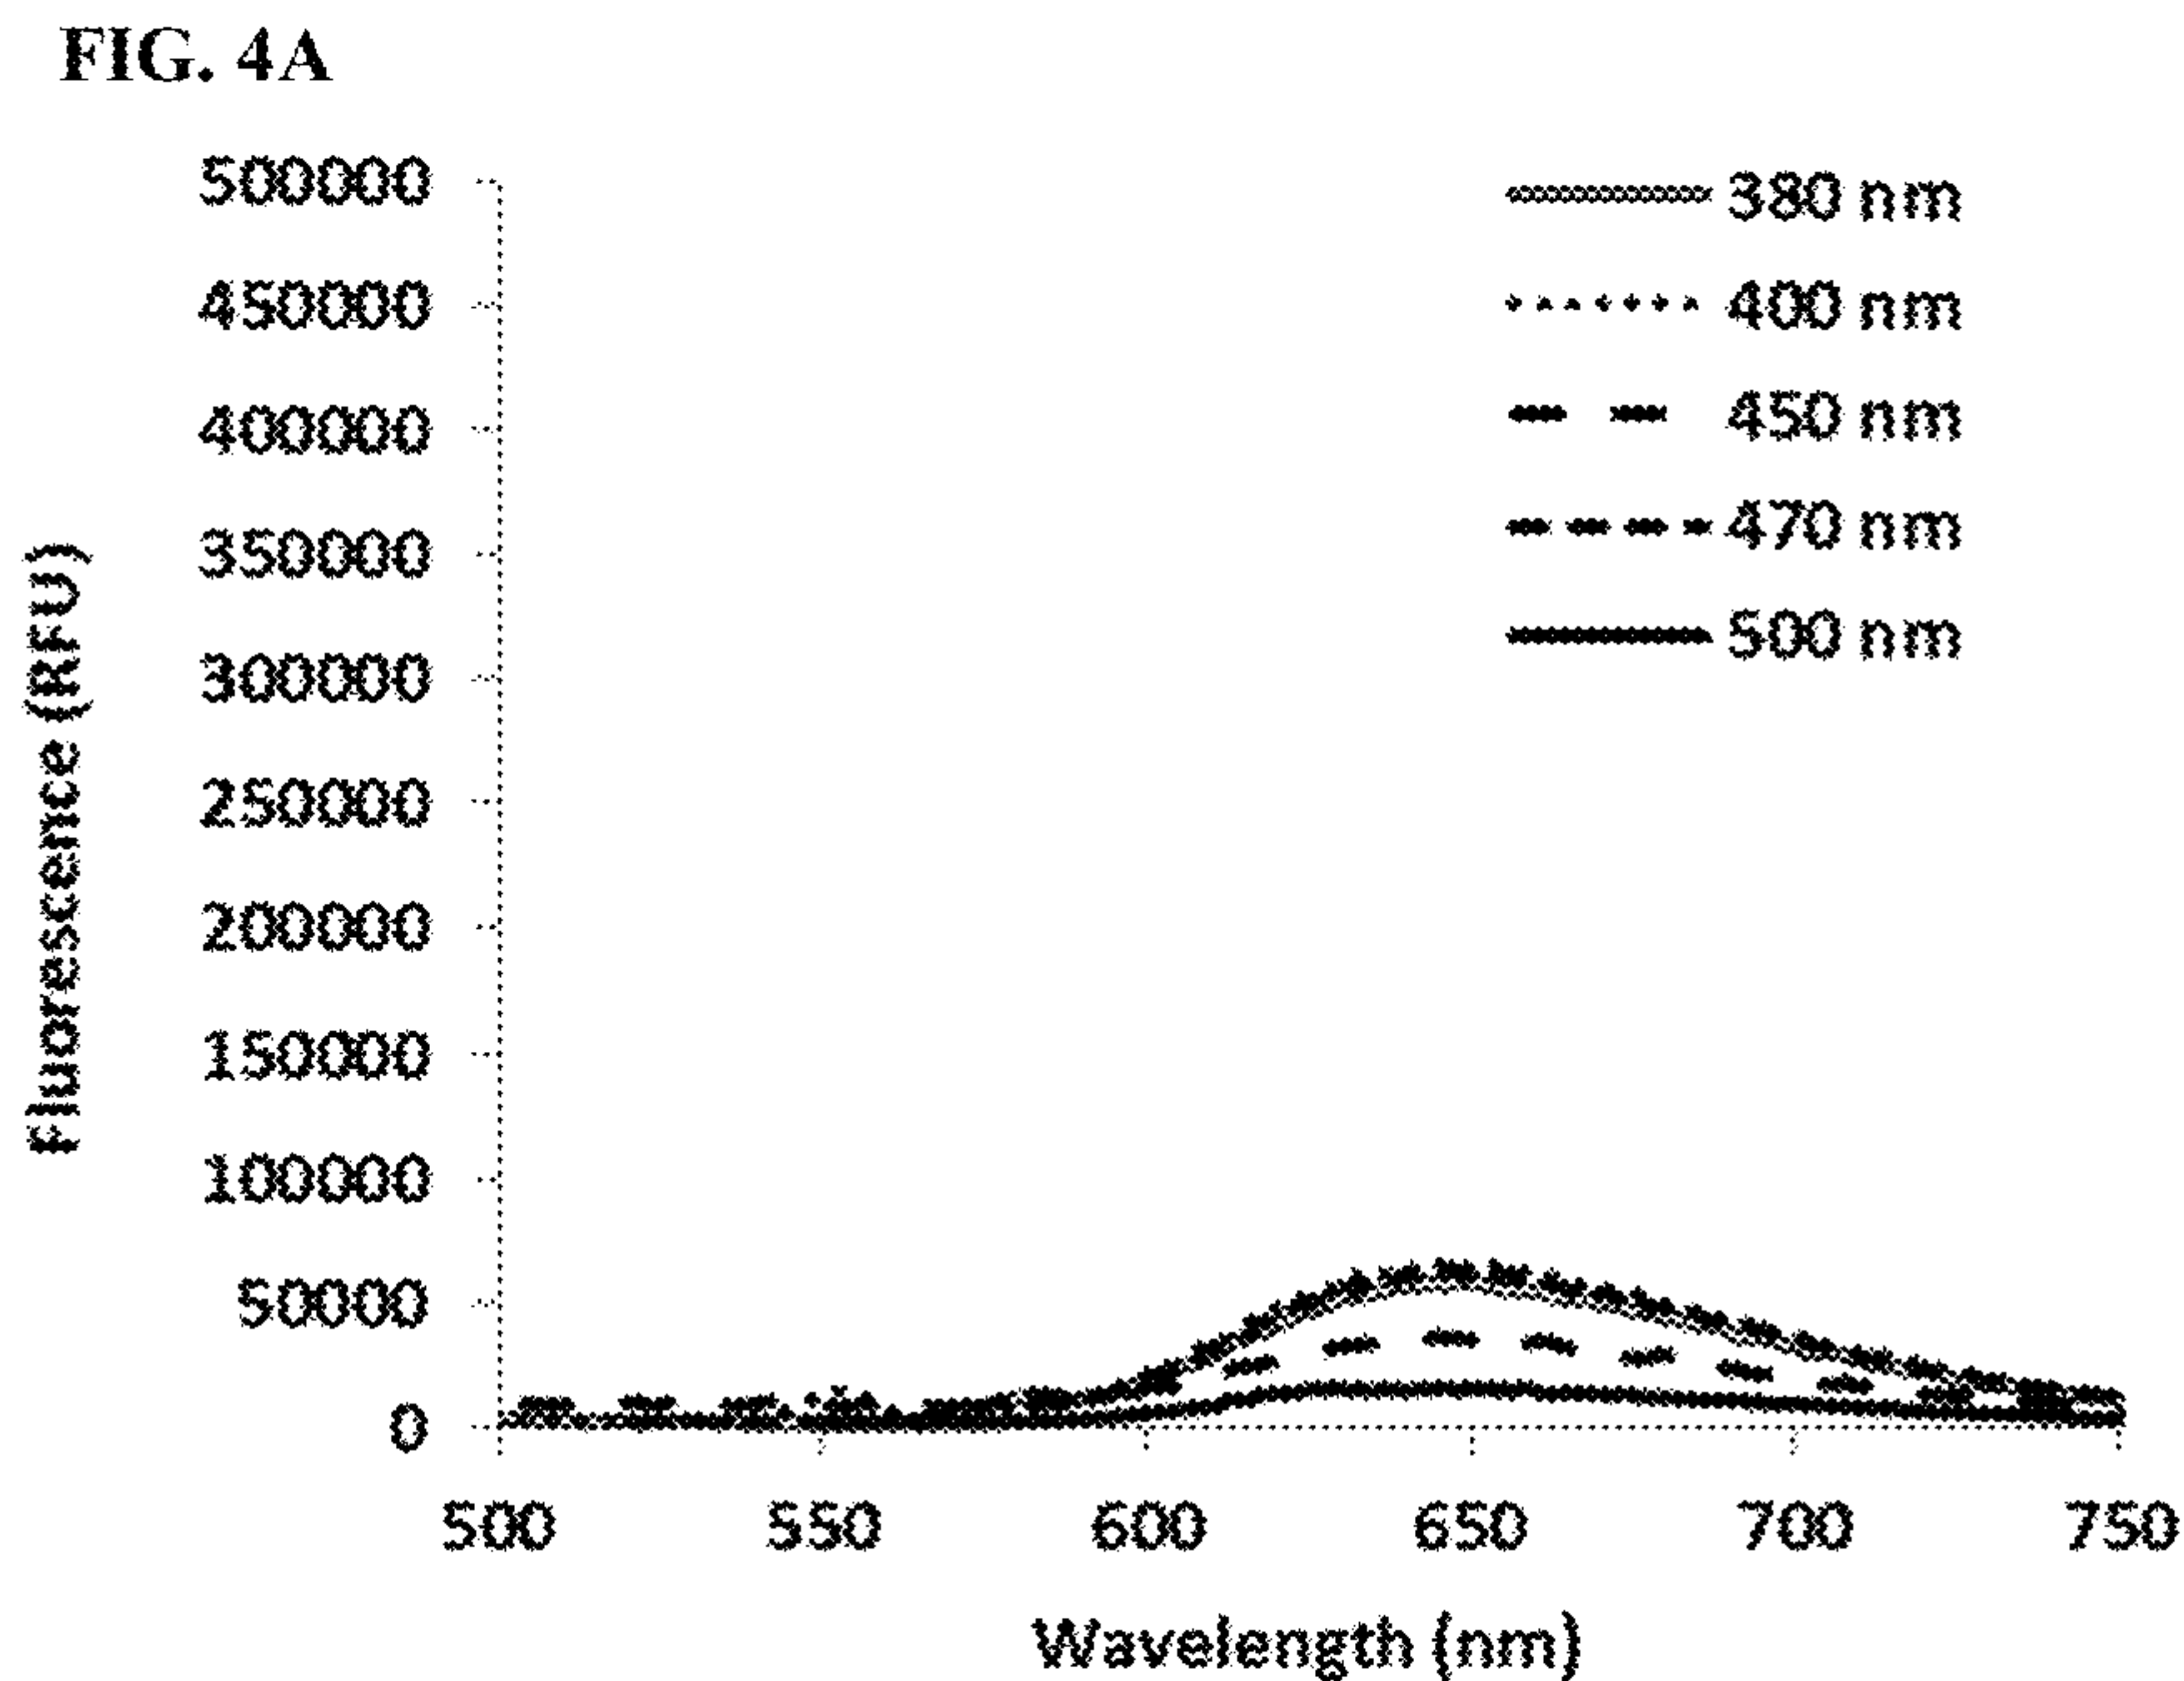 FIG. 4A
500000
450000
400000
350000
300000
250000
200000
150000
100000
50000
0
Fluorescence (RFU)
380 nm
400 nm
450 nm
470 nm
500 nm
500 550 600 650 700 750
Wavelength (nm)